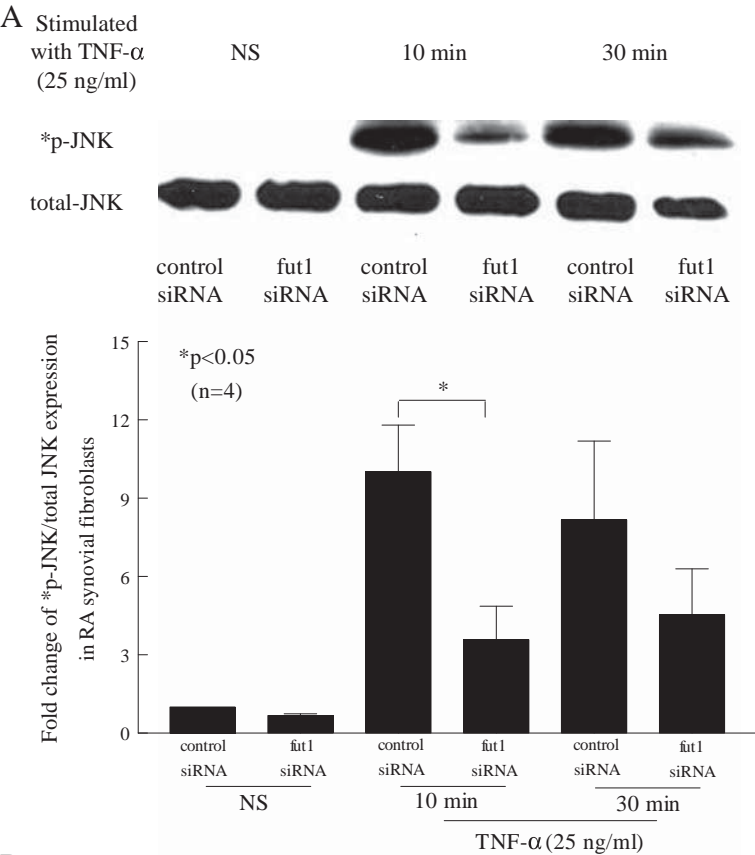 A
Stimulated
with TNF-α
(25 ng/ml)
NS 10 min 30 min
*p-JNK
total-JNK
control fut1 control fut1 control fut1
siRNA siRNA siRNA siRNA siRNA siRNA
Fold change of *p-JNK/total JNK expression
in RA synovial fibroblasts
15
12
9
6
3
0
*p<0.05
(n=4)
*
control fut1 control fut1 control fut1
siRNA siRNA siRNA siRNA siRNA siRNA
NS 10 min 30 min
TNF-α (25 ng/ml)